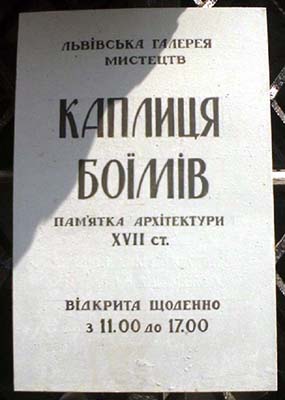 ЛЬВІВСЬКА ГАЛЕРЕЯ
МИСТЕЦТВ
КАПЛИЦЯ
БОЇМІВ
ПАМ'ЯТКА АРХІТЕКТУРИ
XVII ст.
ВІДКРИТА ЩОДЕННО
з 11.00 до 17.00